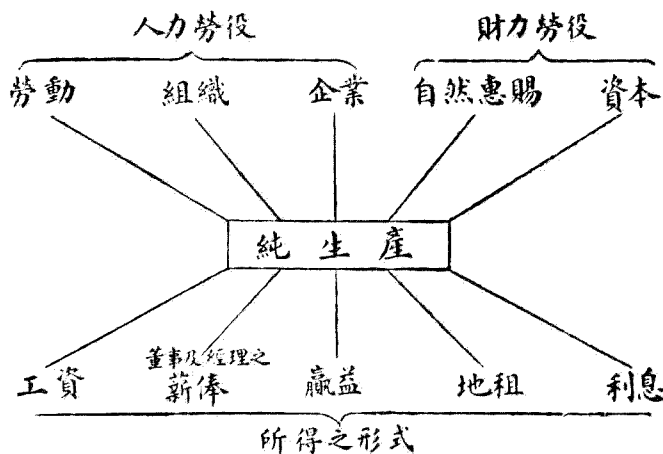 人力勞役 財力勞役
勞動 組織 企業 自然惠賜 資本
純生產
董事及經理之
工資 薪俸 贏益 地租 利息
所得之形式